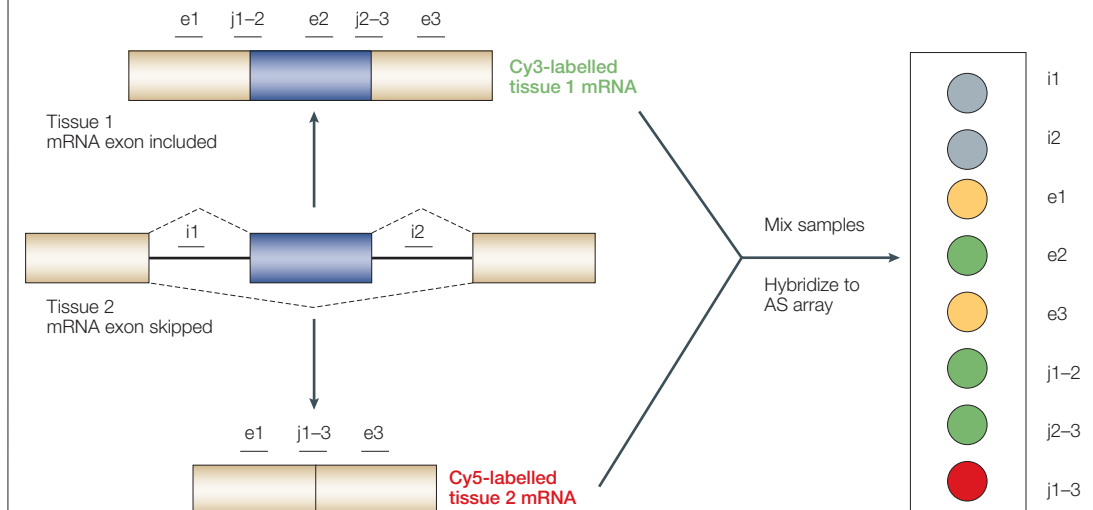 e1 j1–2 e2 j2–3 e3
Cy3-labelled
tissue 1 mRNA
Tissue 1
mRNA exon included
i1 i2
Tissue 2
mRNA exon skipped
e1 j1–3 e3
Cy5-labelled
tissue 2 mRNA
Mix samples
Hybridize to
AS array
i1
i2
e1
e2
e3
j1–2
j2–3
j1–3